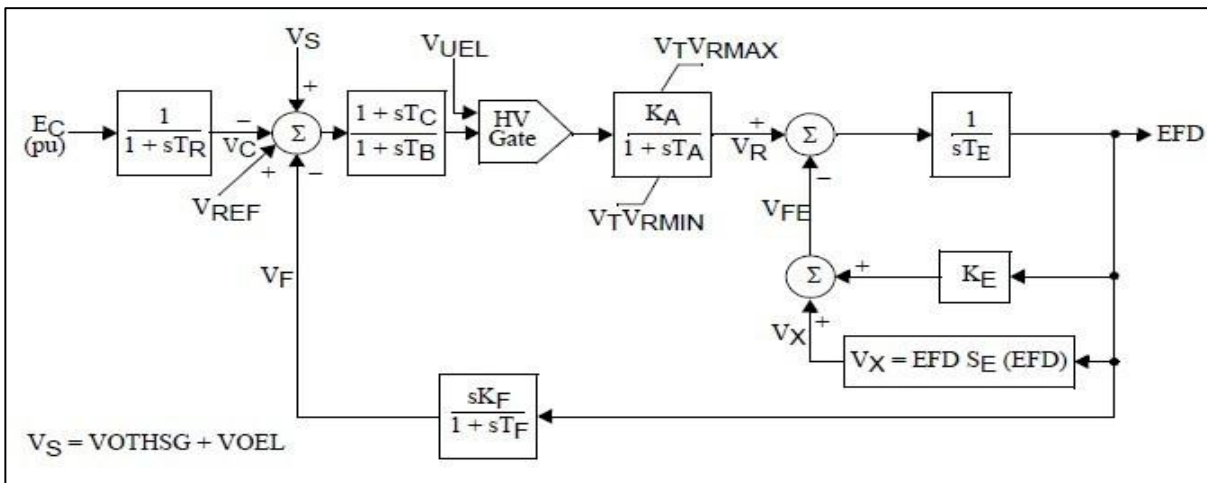 VS
VUEL
VTVRMAX
EC
(pu)
1
1 + sTR
−
VC
+
Σ
+
−
VREF
1 + sTC
1 + sTB
HV
Gate
KA
1 + sTA
VTVRMIN
+
VR
Σ
−
1
sTE
EFD
VFE
Σ
+
KE
VX
+
VX = EFD SE (EFD)
VF
sKF
1 + sTF
VS = VOTHSG + VOEL